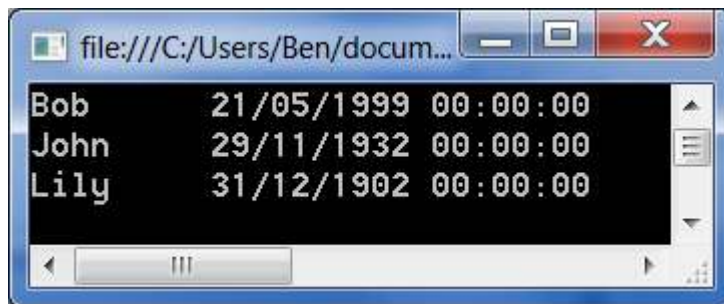 file:///C:/Users/Ben/docum...
Bob 21/05/1999 00:00:00
John 29/11/1932 00:00:00
Lily 31/12/1902 00:00:00